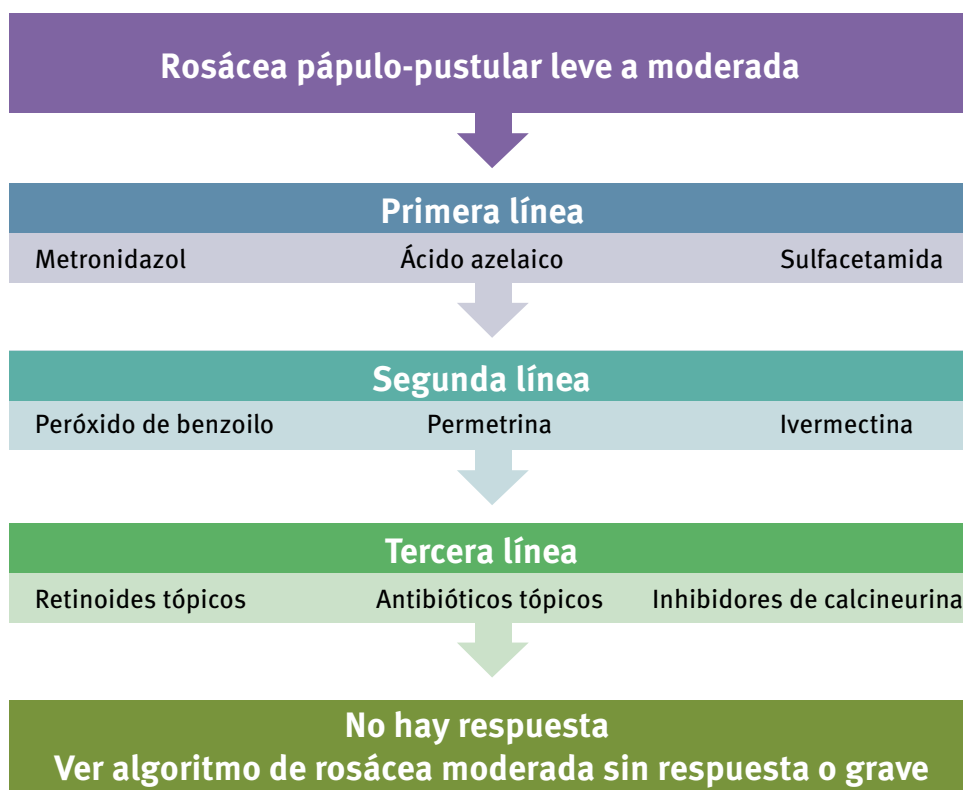 Rosácea pápulo-pustular leve a moderada
Primera línea
Metronidazol Ácido azelaico Sulfacetamida
Segunda línea
Peróxido de benzoilo Permetrina Ivermectina
Tercera línea
Retinoides tópicos Antibióticos tópicos Inhibidores de calcineurina
No hay respuesta
Ver algoritmo de rosácea moderada sin respuesta o grave